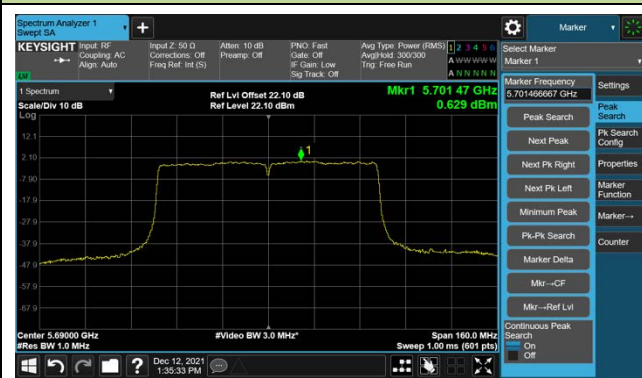 Spectrum Analyzer 1
Swept SA
Marker
KEYSIGHT
Input: RF
Coupling: AC
Align: Auto
Input Z: 50 Ω
Corrections: Off
Freq Ref: Int (S)
Atten: 10 dB
Preamp: Off
PNO: Fast
Gate: Off
IF Gain: Low
Sig Track: Off
Avg Type: Power (RMS)
Avg|Hold: 300/300
Trig: Free Run
1 2 3 4 5 6
A W W W W W
A N N N N N
LM
Select Marker
Marker 1
1 Spectrum
Scale/Div 10 dB
Log
Ref Lvl Offset 22.10 dB
Ref Level 22.10 dBm
Mkr1 5.701 47 GHz
0.629 dBm
1
12.1
2.10
-7.90
-17.9
-27.9
-37.9
-47.9
-57.9
-67.9
Center 5.69000 GHz
#Res BW 1.0 MHz
#Video BW 3.0 MHz*
Span 160.0 MHz
Sweep 1.00 ms (601 pts)
Marker Frequency
5.701466667 GHz
Peak Search
Next Peak
Next Pk Right
Next Pk Left
Minimum Peak
Pk-Pk Search
Marker Delta
Mkr→CF
Mkr→Ref Lvl
Continuous Peak
Search
On
Off
Settings
Peak
Search
Pk Search
Config
Properties
Marker
Function
Marker→
Counter
Dec 12, 2021
1:35:33 PM